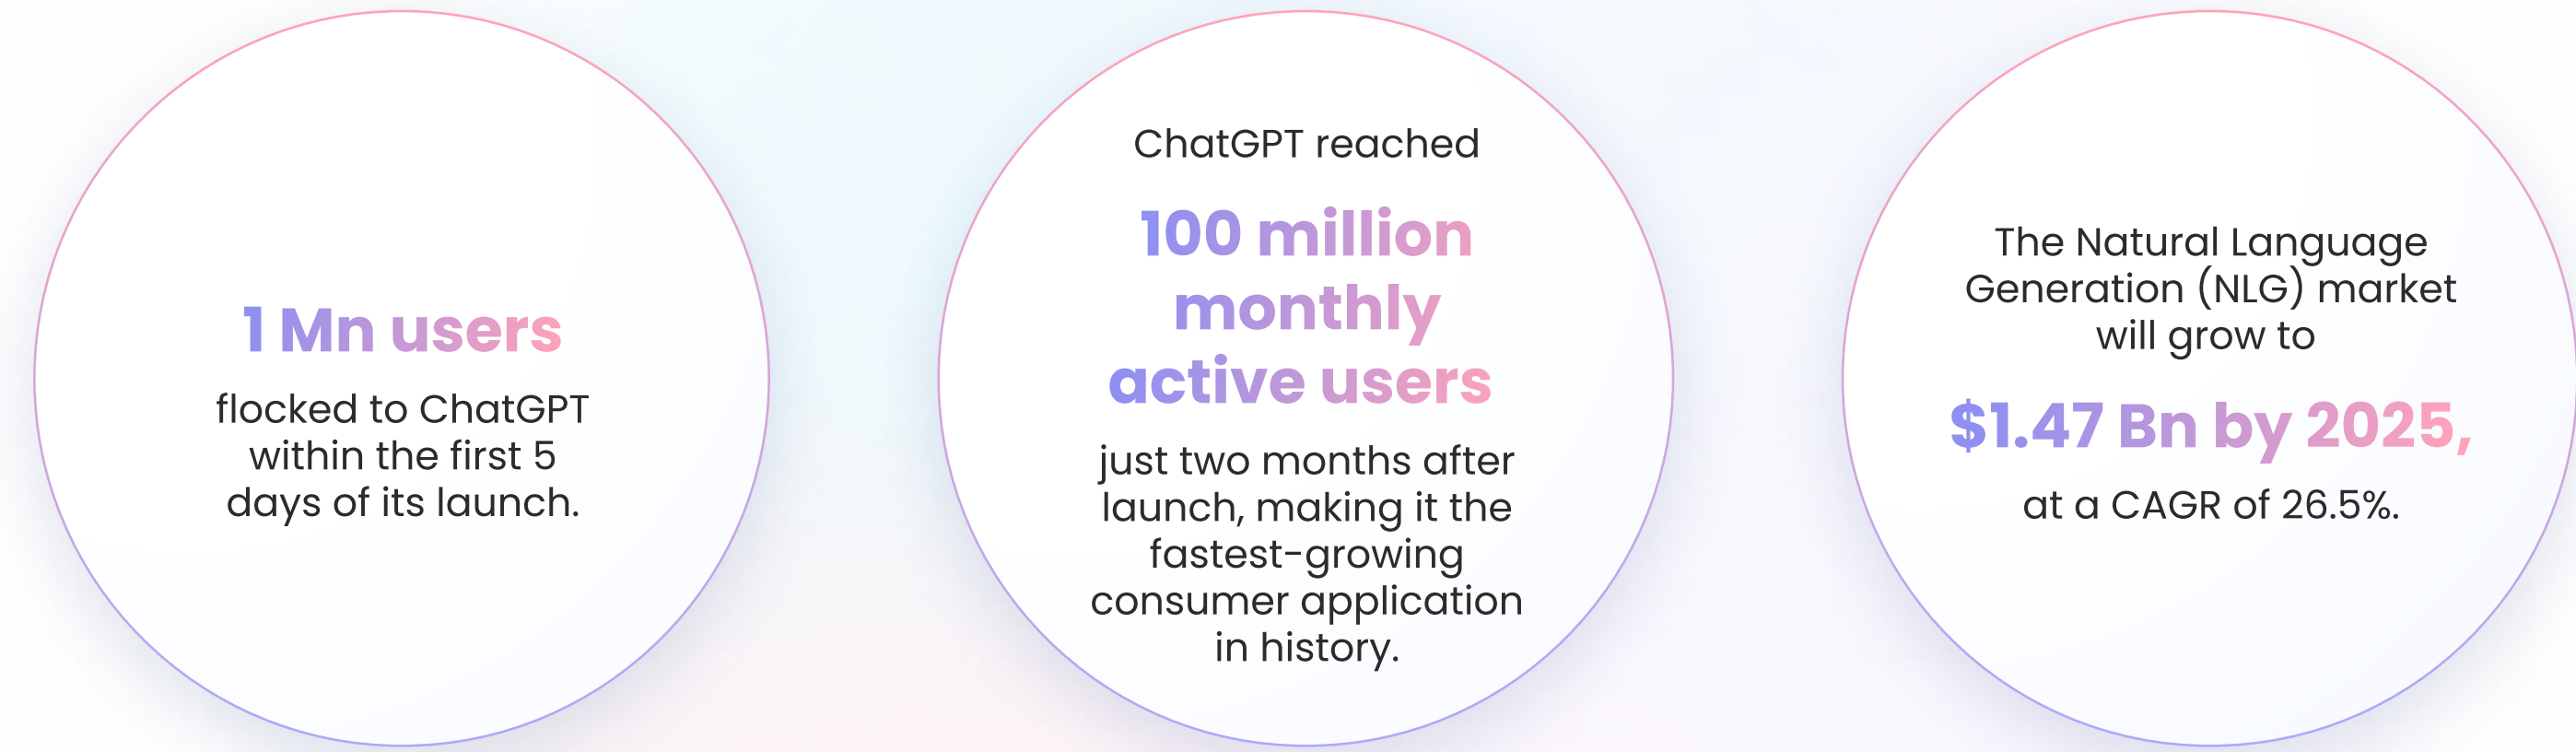 1 Mn users
flocked to ChatGPT
within the first 5
days of its launch.
ChatGPT reached
100 million
monthly
active users
just two months after
launch, making it the
fastest-growing
consumer application
in history.
The Natural Language
Generation (NLG) market
will grow to
$1.47 Bn by 2025,
at a CAGR of 26.5%.